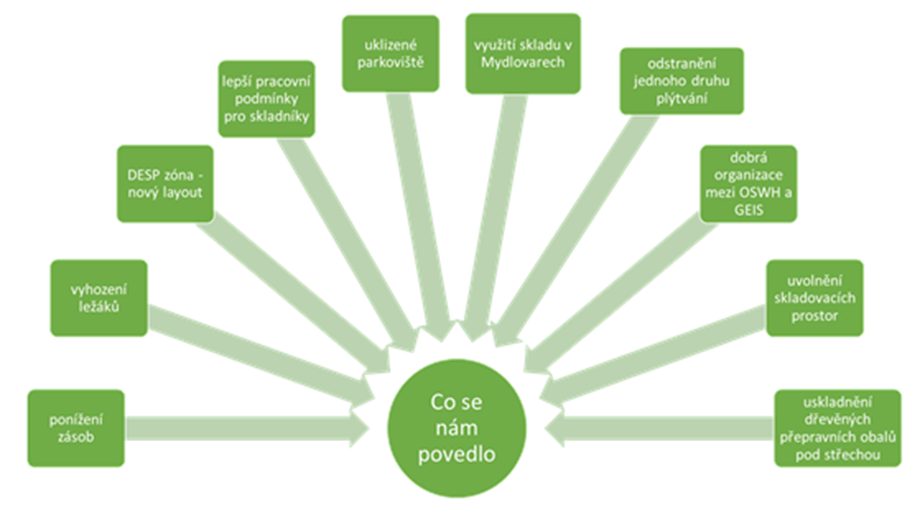 ponížení
zásob
vyhození
ležáků
DESP zóna -
nový layout
lepší pracovní
podmínky
pro skladníky
uklizené
parkoviště
využití skladu v
Mydlovarech
odstranění
jednoho druhu
plýtvání
dobrá
organizace
mezi OSWH a
GEIS
uvolnění
skladovacích
prostor
uskladnění
dřevěných
přepravních obalů
pod střechou
Co se
nám
povedlo